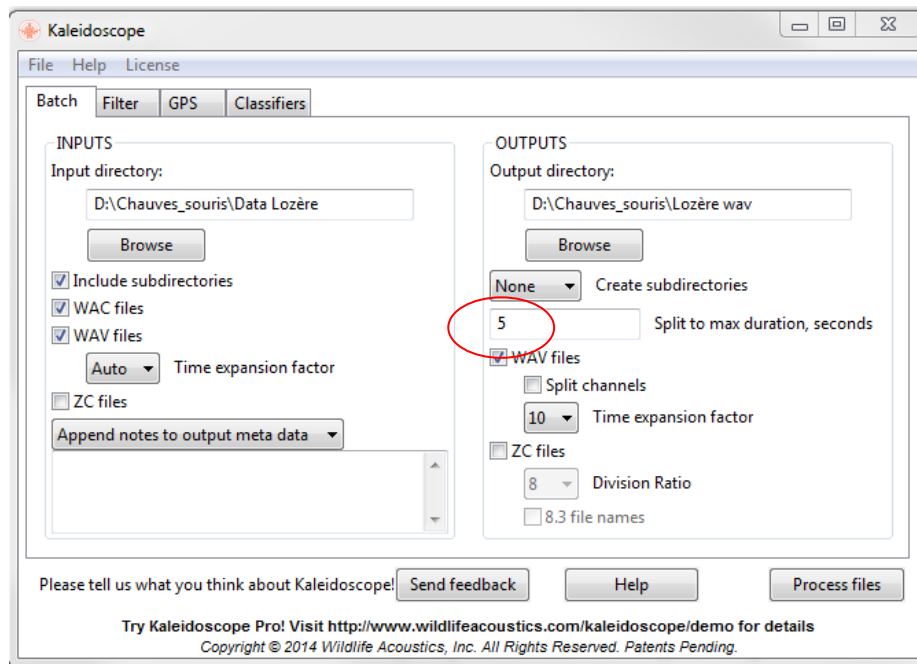 Kaleidoscope
File Help License
Batch Filter GPS Classifiers
INPUTS
Input directory:
D:\Chauves_souris\Data Lozère
Browse
Include subdirectories
WAC files
WAV files
Auto Time expansion factor
ZC files
Append notes to output meta data
OUTPUTS
Output directory:
D:\Chauves_souris\Lozère wav
Browse
None Create subdirectories
5 Split to max duration, seconds
WAV files
Split channels
10 Time expansion factor
ZC files
8 Division Ratio
8.3 file names
Please tell us what you think about Kaleidoscope! Send feedback Help Process files
Try Kaleidoscope Pro! Visit http://www.wildlifeacoustics.com/kaleidoscope/demo for details
Copyright © 2014 Wildlife Acoustics, Inc. All Rights Reserved. Patents Pending.